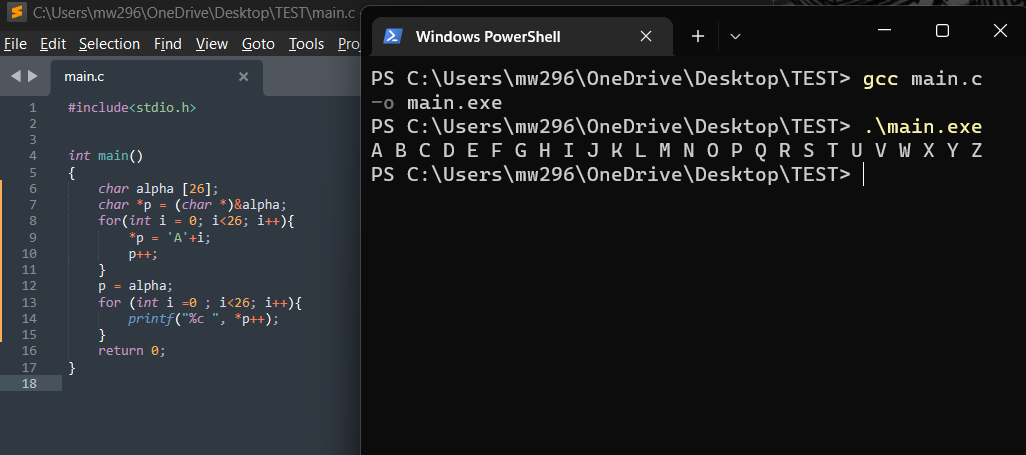 C:\Users\mw296\OneDrive\Desktop\TEST\main.c -
File Edit Selection Find View Goto Tools Pro
main.c ×
1 #include<stdio.h>
2
3
4 int main()
5 {
6 char alpha [26];
7 char *p = (char *)&alpha;
8 for(int i = 0; i<26; i++){
9 *p = 'A'+i;
10 p++;
11 }
12 p = alpha;
13 for (int i =0 ; i<26; i++){
14 printf("%c ", *p++);
15 }
16 return 0;
17 }
18
Windows PowerShell
PS C:\Users\mw296\OneDrive\Desktop\TEST> gcc main.c
-o main.exe
PS C:\Users\mw296\OneDrive\Desktop\TEST> .\main.exe
A B C D E F G H I J K L M N O P Q R S T U V W X Y Z
PS C:\Users\mw296\OneDrive\Desktop\TEST>